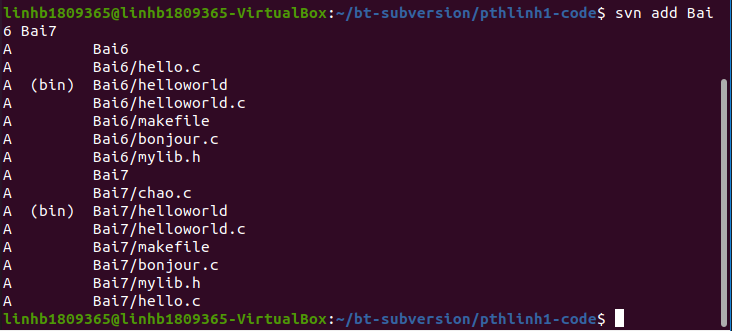 linhb1809365@linhb1809365-VirtualBox:~/bt-subversion/pthlinh1-code$ svn add Bai
6 Bai7
A         Bai6
A         Bai6/hello.c
A  (bin)  Bai6/helloworld
A         Bai6/helloworld.c
A         Bai6/makefile
A         Bai6/bonjour.c
A         Bai6/mylib.h
A         Bai7
A         Bai7/chao.c
A  (bin)  Bai7/helloworld
A         Bai7/helloworld.c
A         Bai7/makefile
A         Bai7/bonjour.c
A         Bai7/mylib.h
A         Bai7/hello.c
linhb1809365@linhb1809365-VirtualBox:~/bt-subversion/pthlinh1-code$